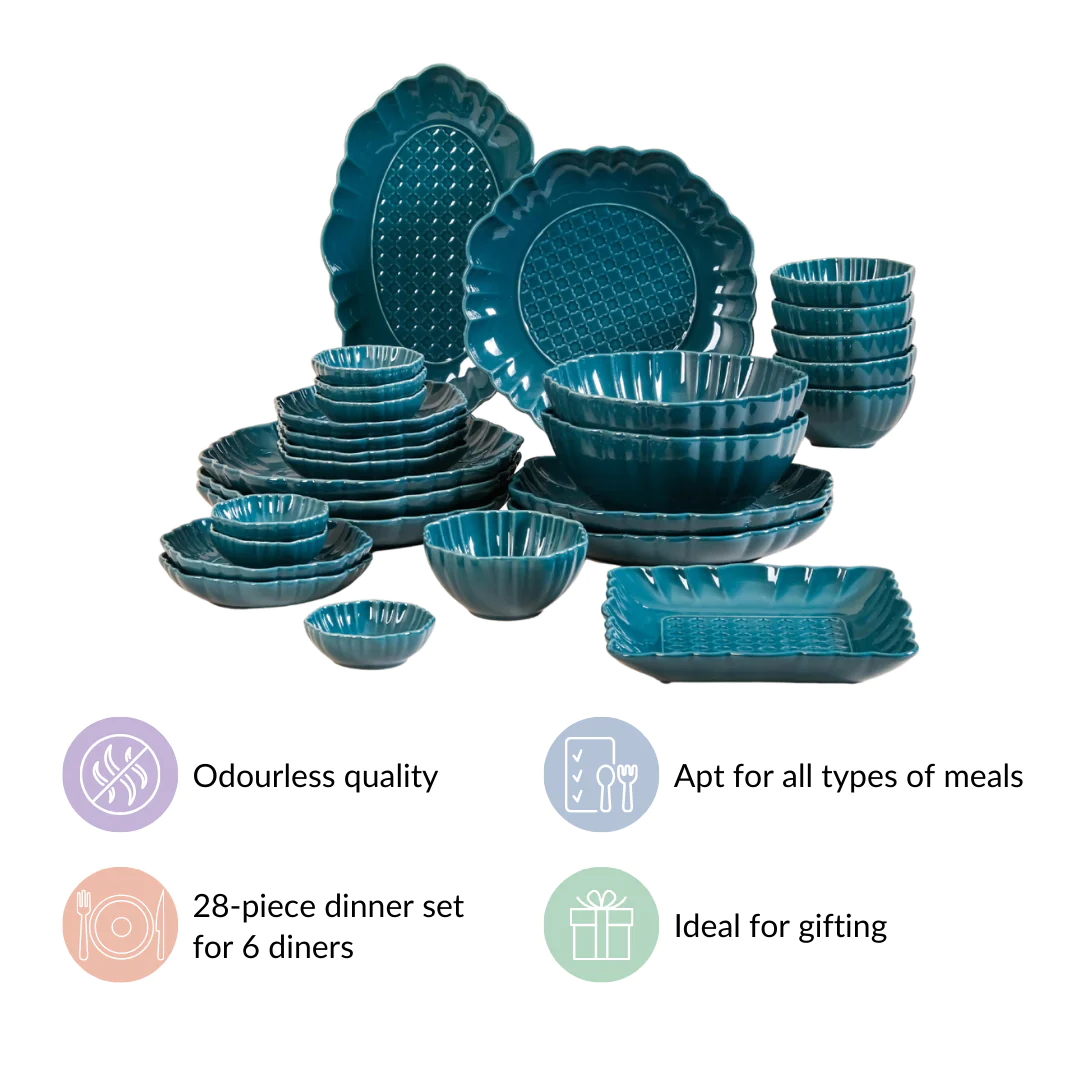 Odourless quality
Apt for all types of meals
28-piece dinner set
for 6 diners
Ideal for gifting